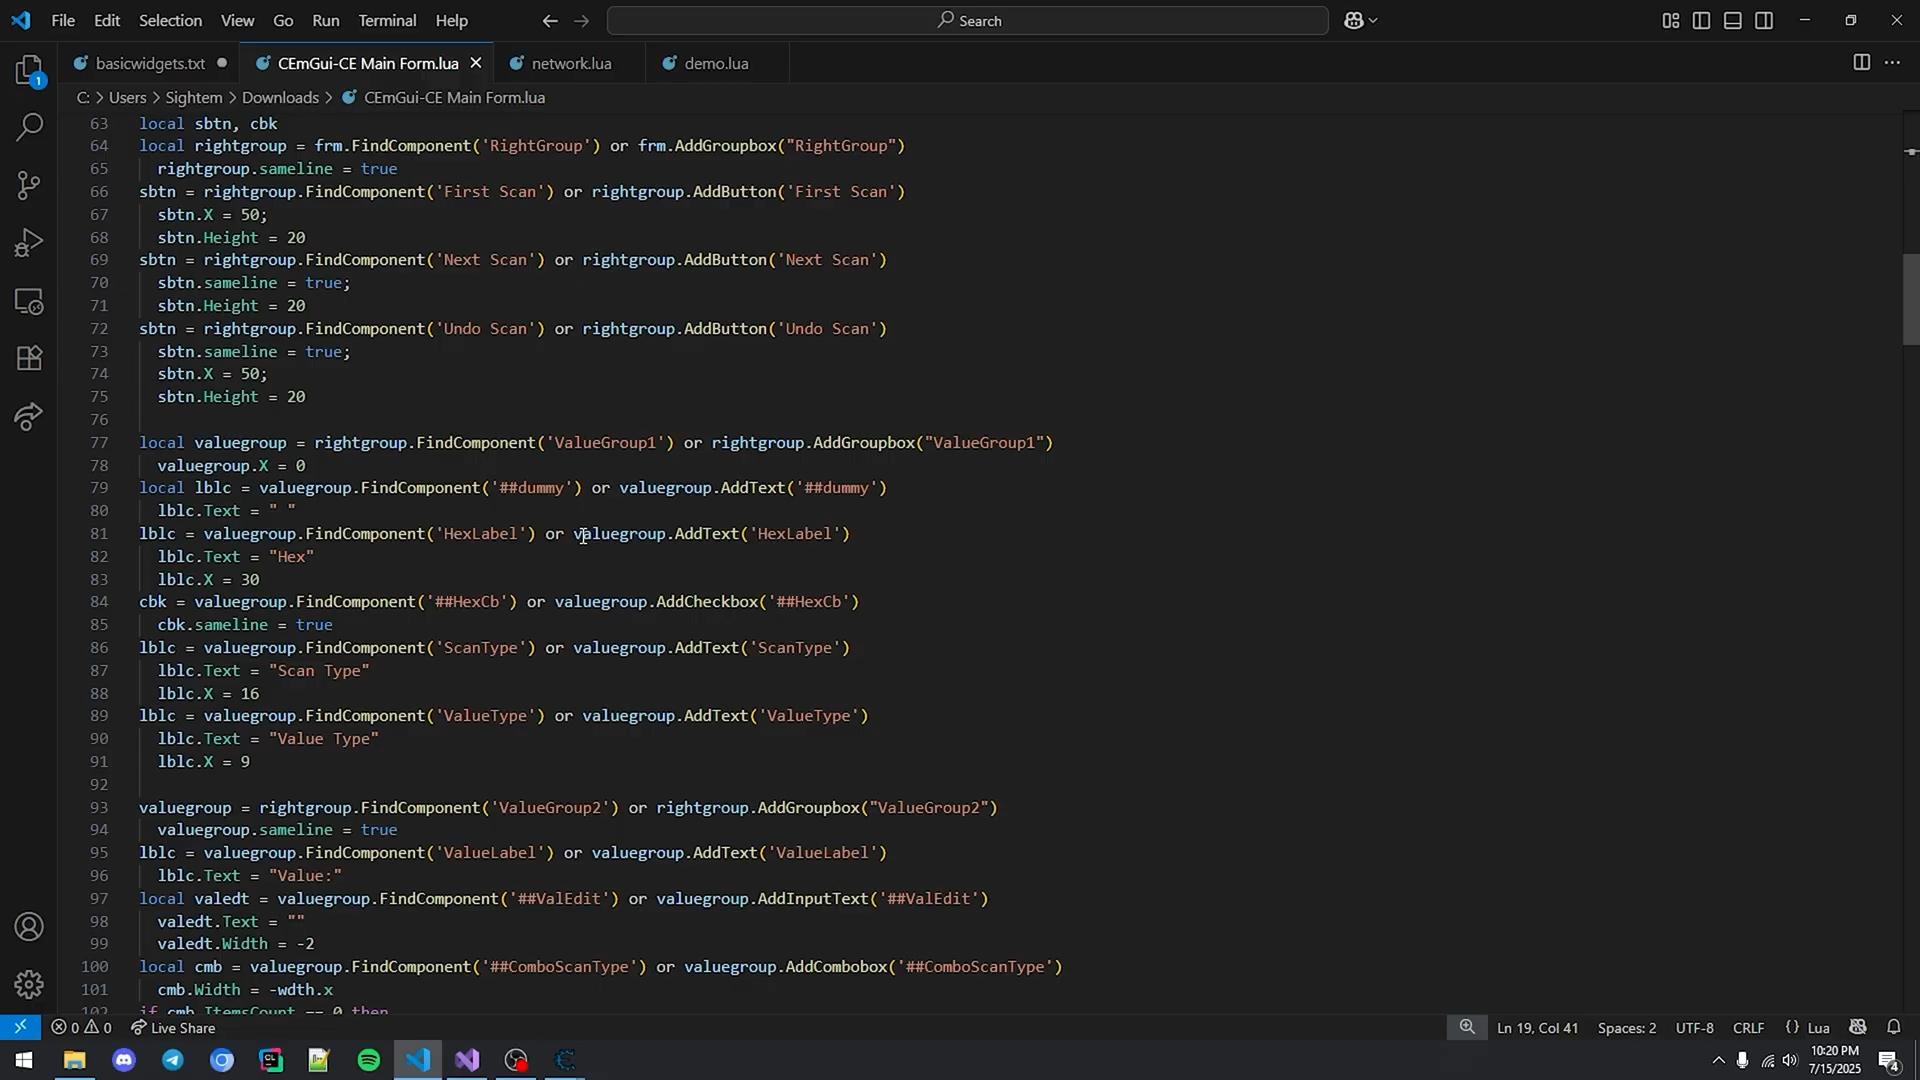 File Edit Selection View Go Run Terminal Help Search
basicwidgets.txt CEmGui-CE Main Form.lua network.lua demo.lua
C: > Users > Sightem > Downloads > CEmGui-CE Main Form.lua
1
63 local sbtn, cbk
64 local rightgroup = frm.FindComponent('RightGroup') or frm.AddGroupbox("RightGroup")
65 rightgroup.sameline = true
66 sbtn = rightgroup.FindComponent('First Scan') or rightgroup.AddButton('First Scan')
67 sbtn.X = 50;
68 sbtn.Height = 20
69 sbtn = rightgroup.FindComponent('Next Scan') or rightgroup.AddButton('Next Scan')
70 sbtn.sameline = true;
71 sbtn.Height = 20
72 sbtn = rightgroup.FindComponent('Undo Scan') or rightgroup.AddButton('Undo Scan')
73 sbtn.sameline = true;
74 sbtn.X = 50;
75 sbtn.Height = 20
76
77 local valuegroup = rightgroup.FindComponent('ValueGroup1') or rightgroup.AddGroupbox("ValueGroup1")
78 valuegroup.X = 0
79 local lblc = valuegroup.FindComponent('##dummy') or valuegroup.AddText('##dummy')
80 lblc.Text = " "
81 lblc = valuegroup.FindComponent('HexLabel') or valuegroup.AddText('HexLabel')
82 lblc.Text = "Hex"
83 lblc.X = 30
84 cbk = valuegroup.FindComponent('##HexCb') or valuegroup.AddCheckbox('##HexCb')
85 cbk.sameline = true
86 lblc = valuegroup.FindComponent('ScanType') or valuegroup.AddText('ScanType')
87 lblc.Text = "Scan Type"
88 lblc.X = 16
89 lblc = valuegroup.FindComponent('ValueType') or valuegroup.AddText('ValueType')
90 lblc.Text = "Value Type"
91 lblc.X = 9
92
93 valuegroup = rightgroup.FindComponent('ValueGroup2') or rightgroup.AddGroupbox("ValueGroup2")
94 valuegroup.sameline = true
95 lblc = valuegroup.FindComponent('ValueLabel') or valuegroup.AddText('ValueLabel')
96 lblc.Text = "Value:"
97 local valedt = valuegroup.FindComponent('##ValEdit') or valuegroup.AddInputText('##ValEdit')
98 valedt.Text = ""
99 valedt.Width = -2
100 local cmb = valuegroup.FindComponent('##ComboScanType') or valuegroup.AddCombobox('##ComboScanType')
101 cmb.Width = -wdth.x
102 if cmb.ItemsCount == 0 then
0 0 Live Share Ln 19, Col 41 Spaces: 2 UTF-8 CRLF {} Lua
CL
10:20 PM
7/15/2025
4